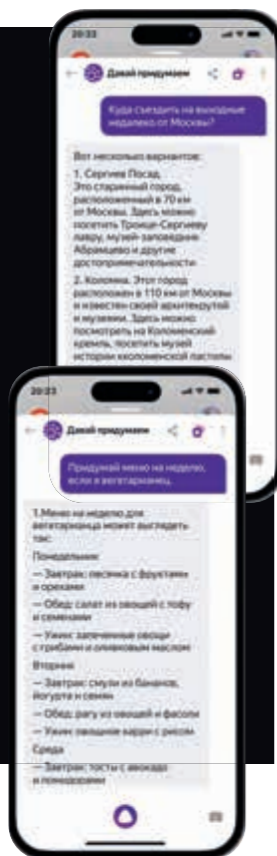 20:33
Давай придумаем
Куда съездить на выходные
недалеко от Москвы?
Вот несколько вариантов:
1. Сергиев Посад.
Это старинный город,
расположенный в 70 км
от Москвы. Здесь можно
посетить Троице-Сергиеву
лавру, музей-заповедник
Абрамцево и другие
достопримечательности.
2. Коломна. Этот город
расположен в 110 км от Москвы
и известен своей архитектурой
и музеями. Здесь можно
посмотреть на Коломенский
кремль, посетить музей
истории коломенской пастилы
20:33
Давай придумаем
Придумай меню на неделю,
если я вегетарианец.
1.Меню на неделю для
вегетарианца может выглядеть
так:
Понедельник
— Завтрак: овсянка с фруктами
и орехами
— Обед: салат из овощей с тофу
и семенами
— Ужин: запеченные овощи
с грибами и оливковым маслом
Вторник
— Завтрак: смузи из бананов,
йогурта и семян
— Обед: рагу из овощей и фасоли
— Ужин: овощное карри с рисом
Среда
— Завтрак: тосты с авокадо
и помидорами